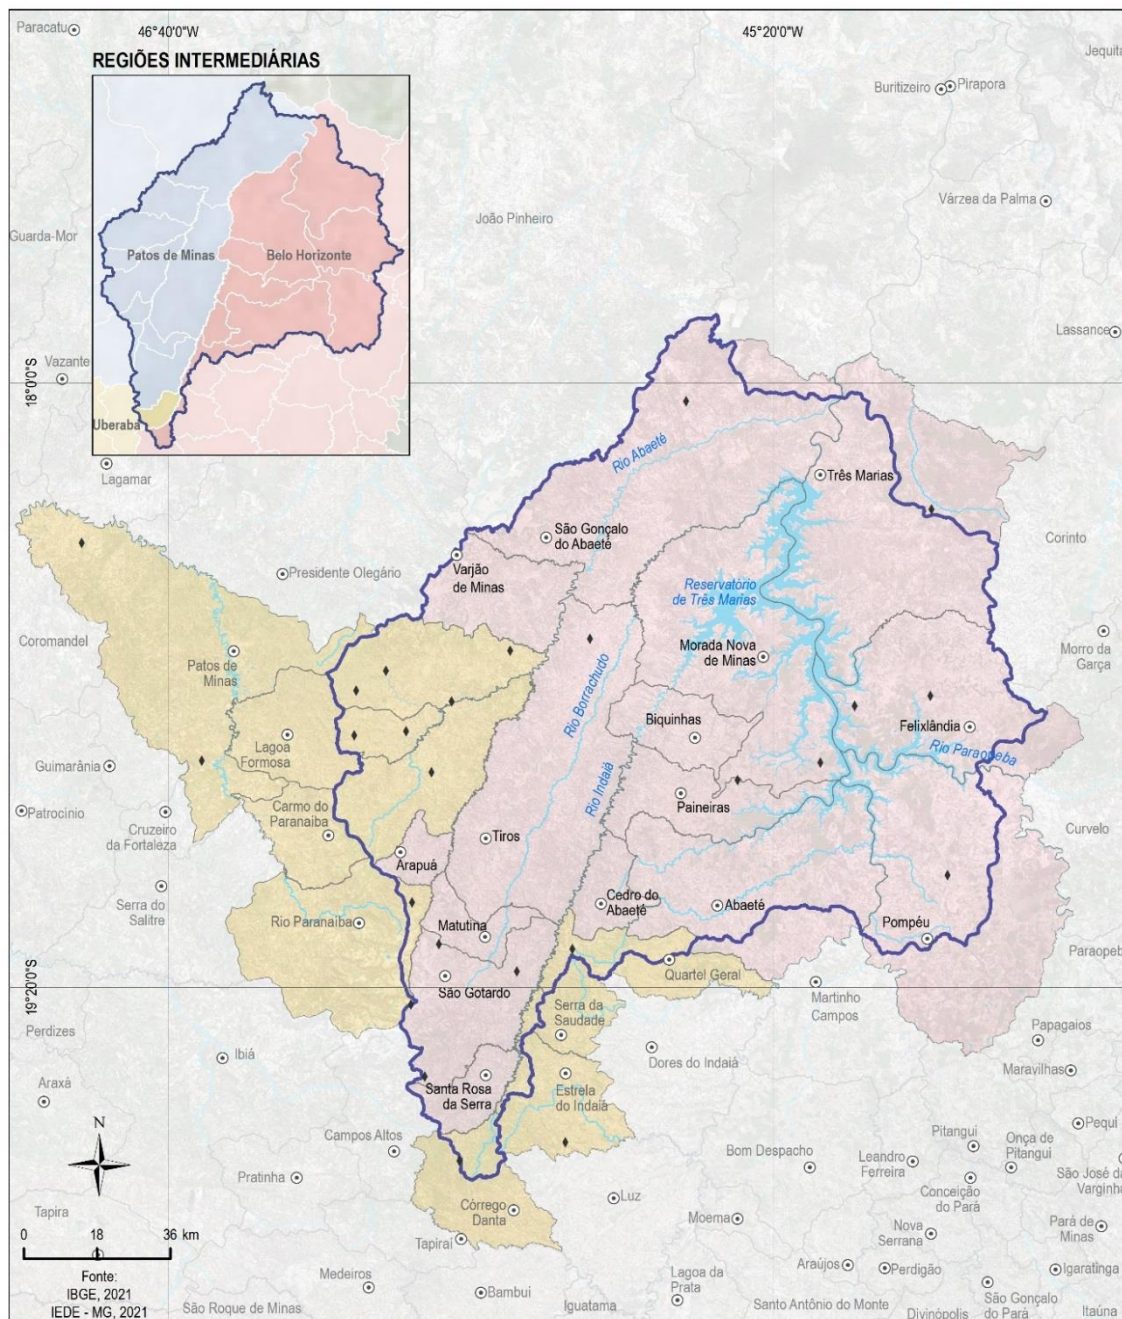 46°40'0"W
45°20'0"W
Paracatu
Jequita
REGIÕES INTERMEDIÁRIAS
Buritizeiro
Pirapora
Várzea da Palma
João Pinheiro
Guarda-Mor
Patos de Minas
Belo Horizonte
Uberaba
Vazante
18°0'0"S
Lassance
Lagamar
Rio Abaeté
Três Marias
São Gonçalo
do Abaeté
Corinto
Varjão
de Minas
Presidente Olegário
Reservatório
de Três Marias
Coromandel
Patos de
Minas
Morada Nova
de Minas
Morro da
Garça
Rio Borrachudo
Biquinhas
Felixlândia
Lagoa
Formosa
Rio Paraopeba
Guimarânia
Rio Indaiá
Paineiras
Patrocínio
Cruzeiro
da Fortaleza
Carmo do
Paranaíba
Tiros
Curvelo
Arapuá
Serra do
Salitre
Cedro do
Abaeté
Abaeté
Rio Paranaíba
Matutina
Pompéu
Paraopeb
19°20'0"S
São Gotardo
Quartel Geral
Martinho
Campos
Serra da
Saudade
Perdizes
Ibiá
Dores do Indaiá
Papagaios
Maravilhas
Araxá
Santa Rosa
da Serra
Estrela
do Indaiá
N
Campos Altos
Bom Despacho
Pitangui
Onça de
Pitangui
Pequi
Leandro
Ferreira
São José da
Varginha
Pratinha
Luz
Conceição
do Pará
Tapira
Córrego
Danta
Moema
Nova
Serrana
Pará de
Minas
0 18 36 km
Tapiraí
Araújos
Perdigão
Igaratinga
Fonte:
IBGE, 2021
IEDE - MG, 2021
Medeiros
Bambuí
Lagoa da
Prata
São Roque de Minas
Iguatama
Santo Antônio do Monte
Divinópolis
São Gonçalo
do Pará
Itaúna